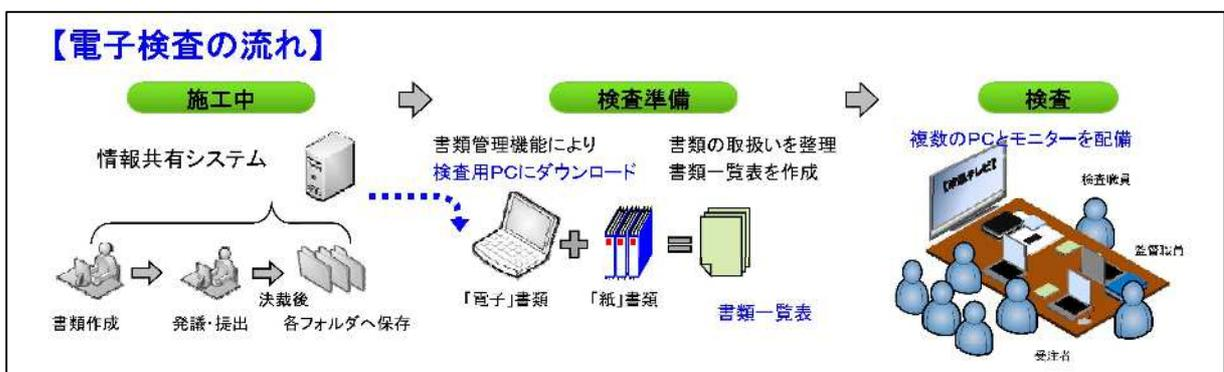 【電子検査の流れ】
施工中
検査準備
検査
情報共有システム
書類作成
発議・提出
決裁後
各フォルダへ保存
書類管理機能により
検査用PCにダウンロード
書類の取扱いを整理
書類一覧表を作成
「電子」書類
「紙」書類
書類一覧表
複数のPCとモニターを配備
検査職員
監督職員
受注者